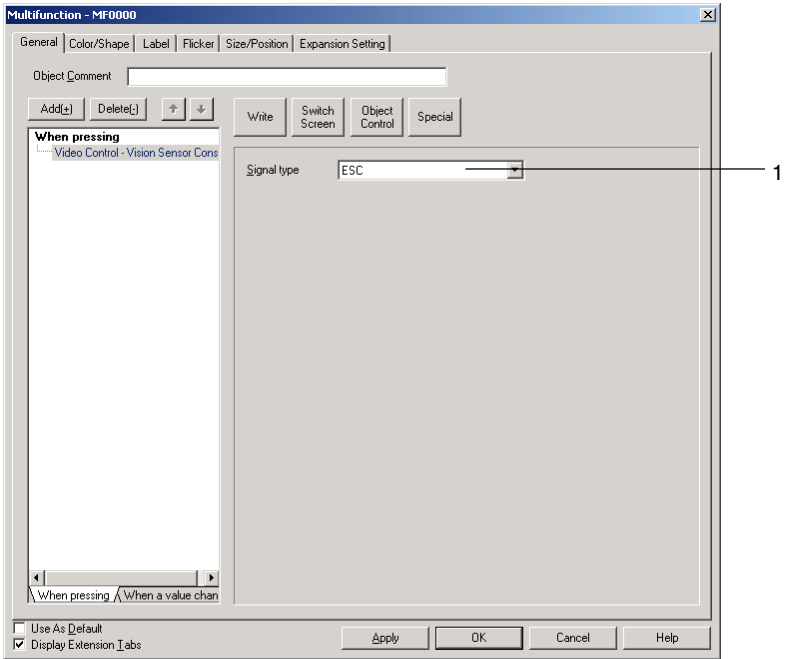 Multifunction - MF0000
General Color/Shape Label Flicker Size/Position Expansion Setting
Object Comment
Add(+) Delete(-)
Write Switch Screen Object Control Special
When pressing
Video Control - Vision Sensor Cons
Signal type ESC
1
When pressing When a value chan
Use As Default
Display Extension Tabs
Apply OK Cancel Help